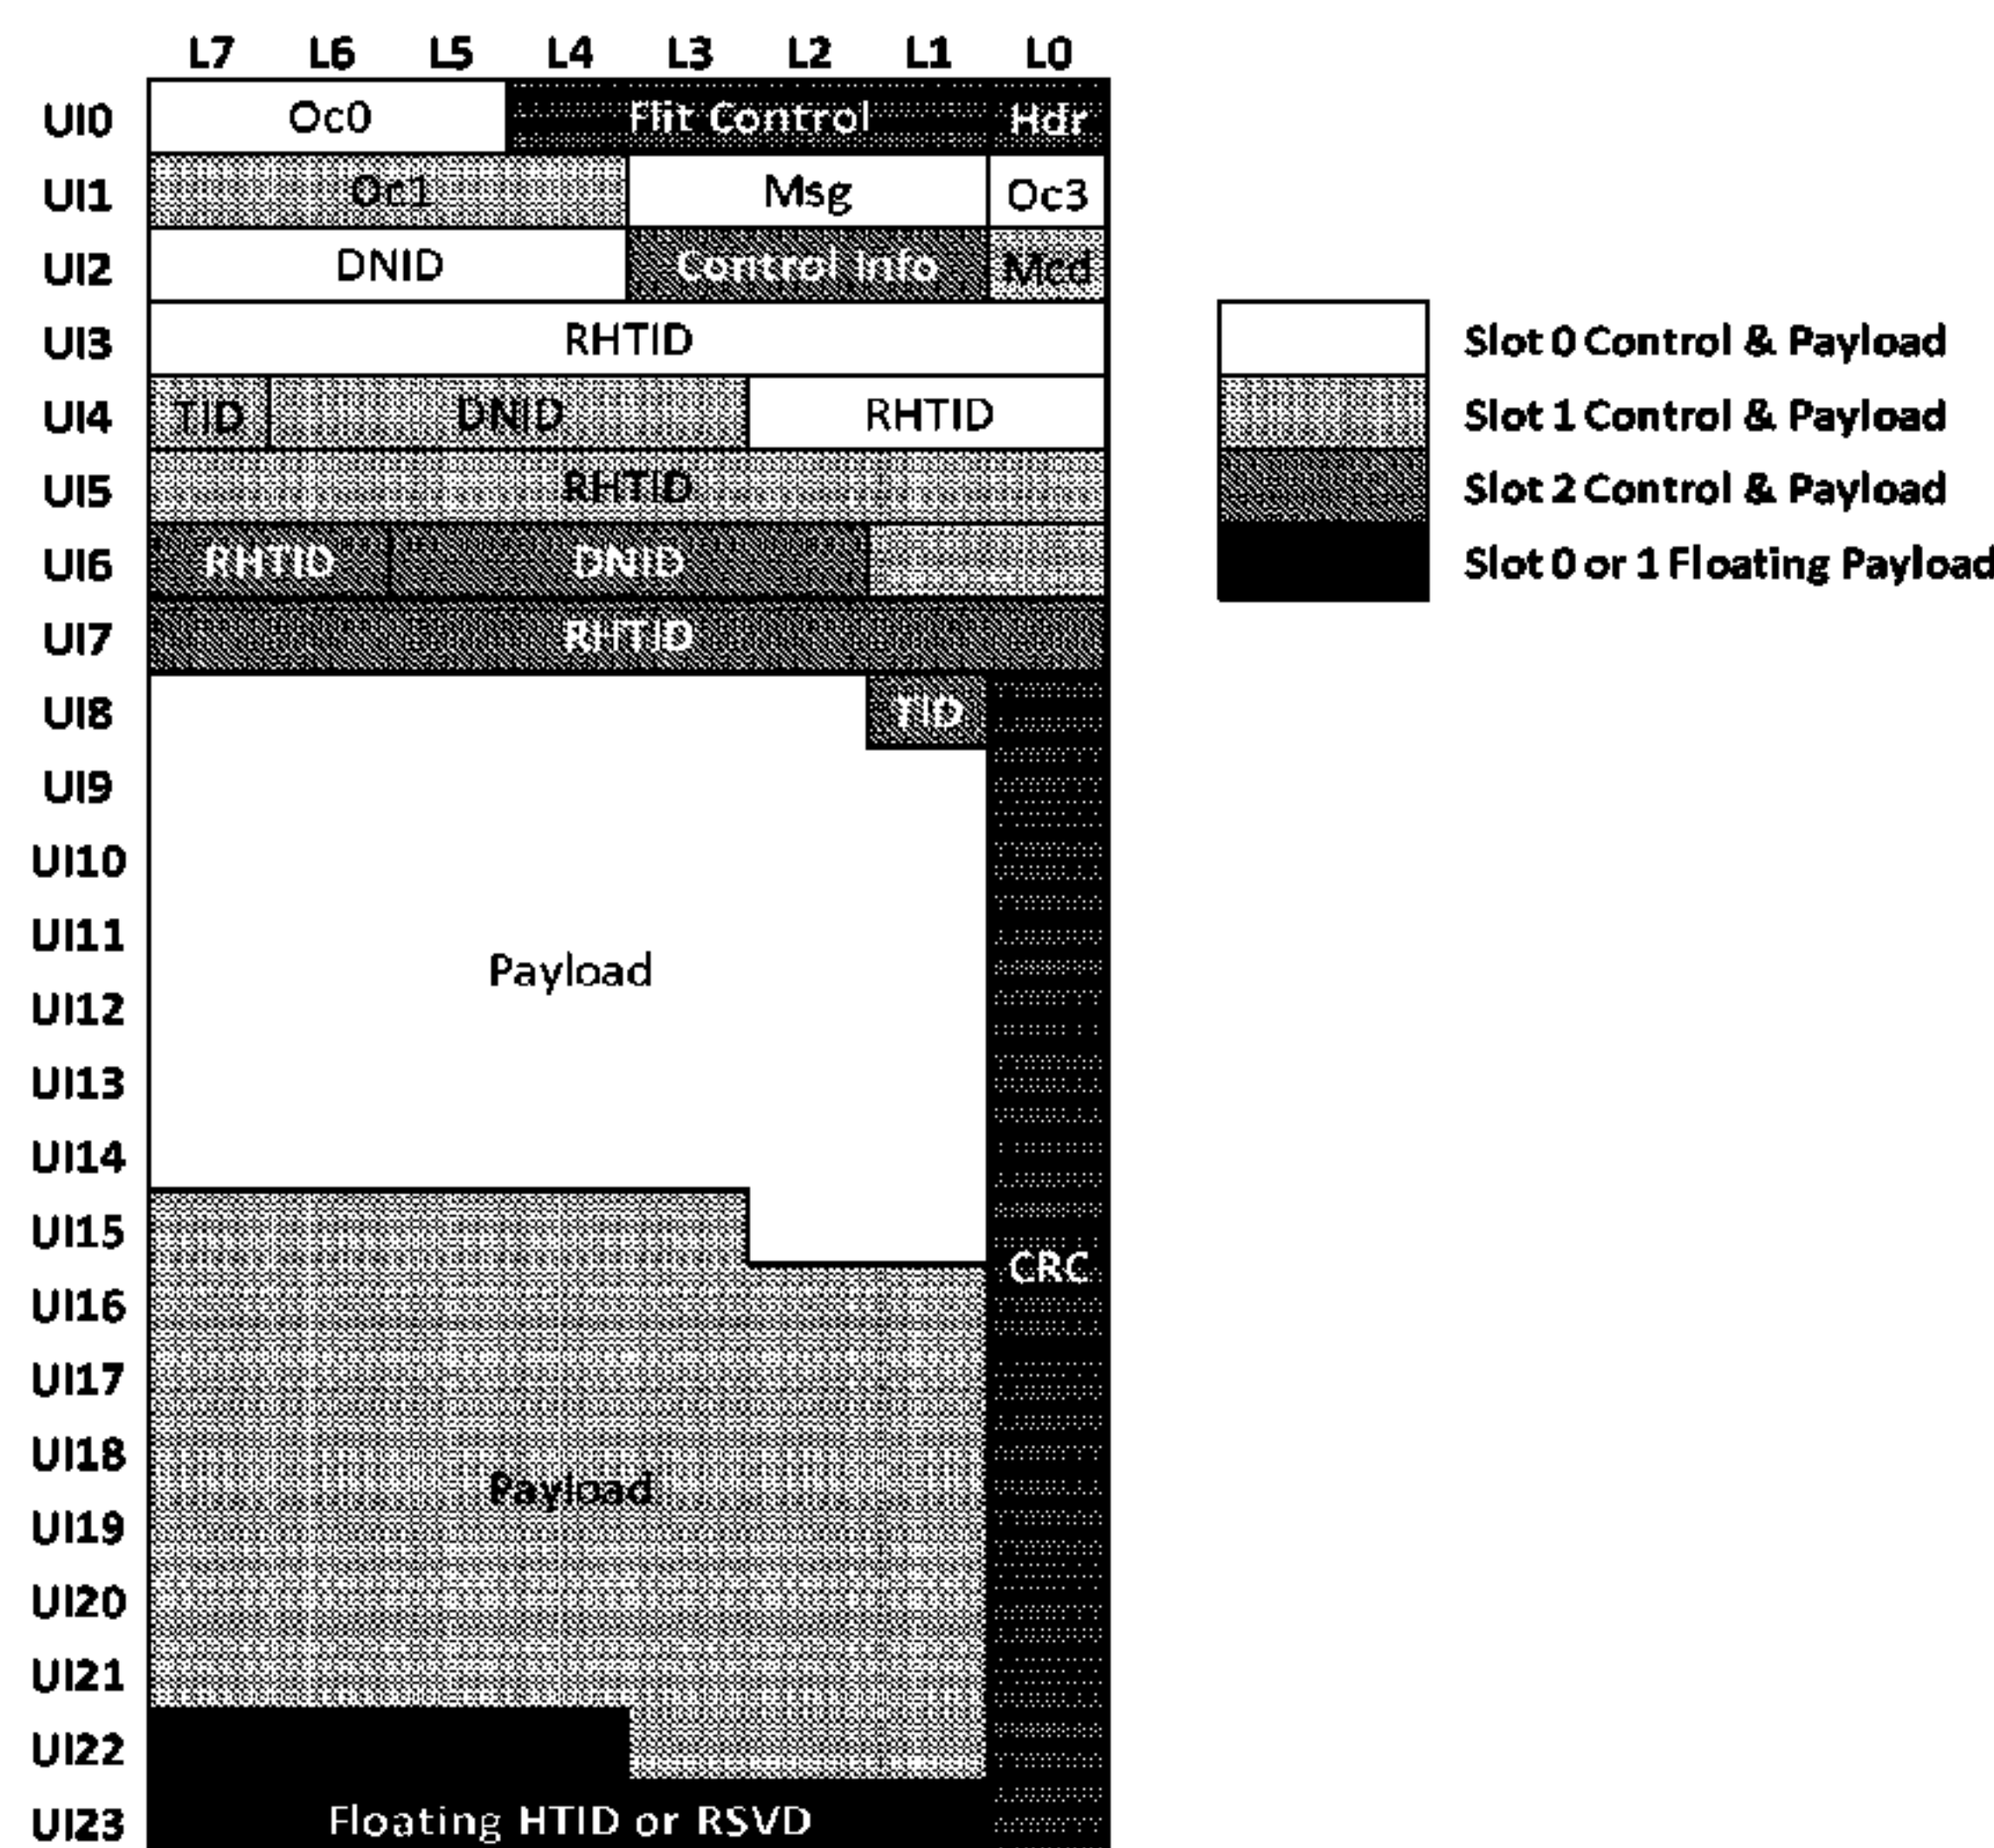 L7 L6 L5 L4 L3 L2 L1 L0
UI0 Oc0 Flit Control Hdr
UI1 Oc1 Msg Oc3
UI2 DNID Control Info Mcd
UI3 RHTID
UI4 TID DNID RHTID
UI5 RHTID
UI6 RHTID DNID
UI7 RHTID
UI8 TID
UI9
UI10
UI11
Payload
UI12
UI13
UI14
UI15
CRC
UI16
UI17
UI18
Payload
UI19
UI20
UI21
UI22
UI23 Floating HTID or RSVD
Slot 0 Control & Payload
Slot 1 Control & Payload
Slot 2 Control & Payload
Slot 0 or 1 Floating Payload